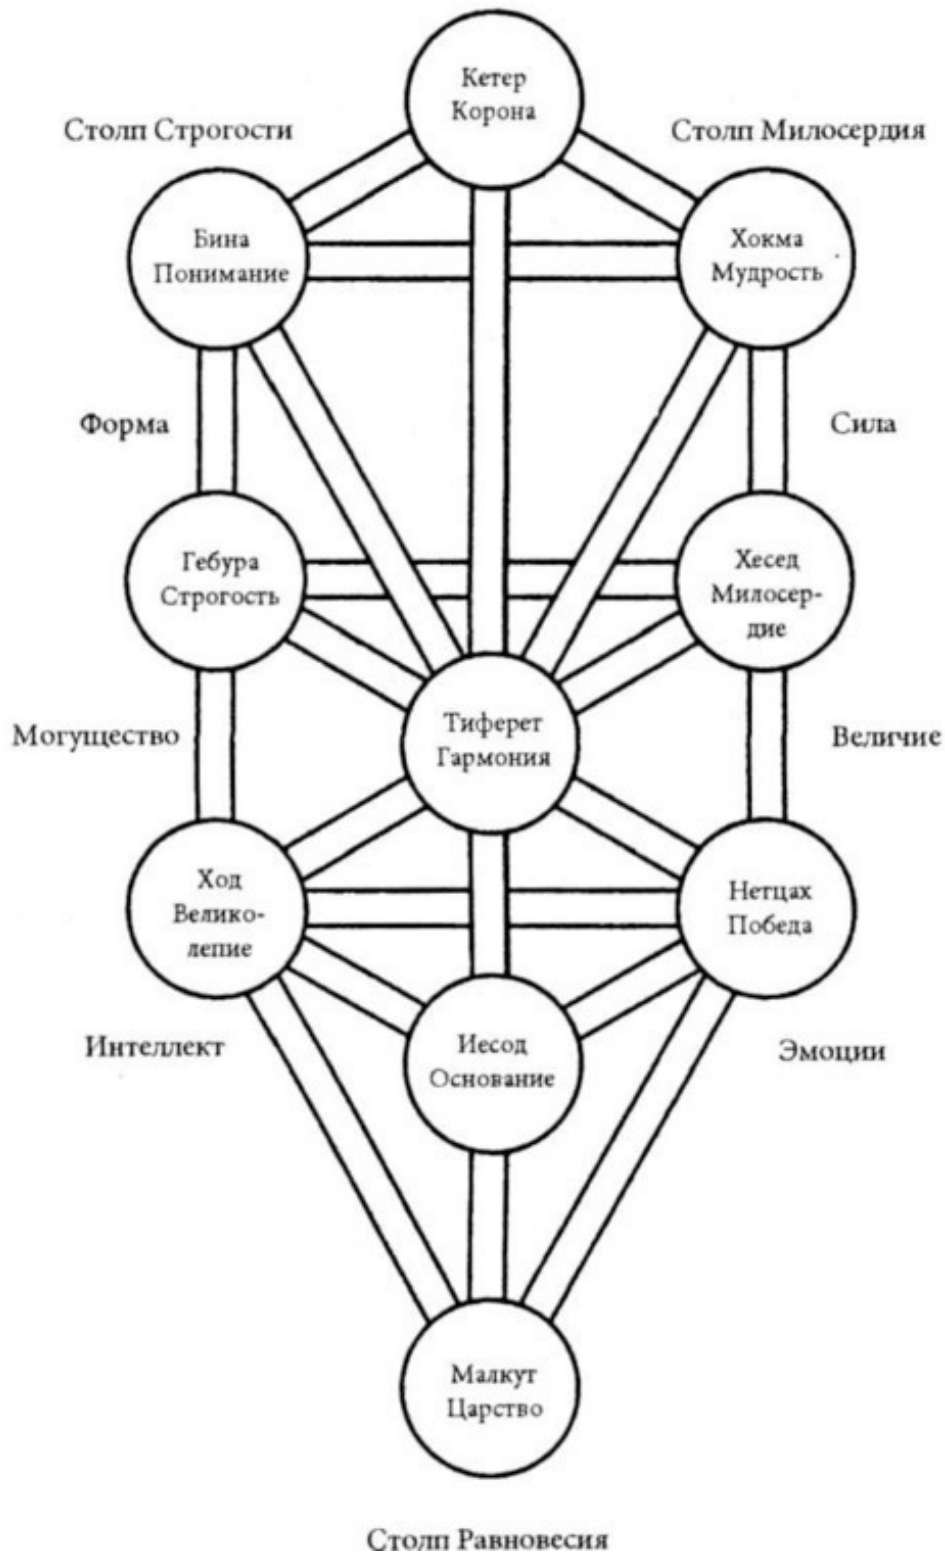 Кетер
Корона
Столп Строгости
Столп Милосердия
Бина
Понимание
Хокма
Мудрость
Форма
Сила
Гебура
Строгость
Хесед
Милосер-
дие
Могущество
Тиферет
Гармония
Величие
Ход
Велико-
лепие
Нетцах
Победа
Интеллект
Иесод
Основание
Эмоции
Малкут
Царство
Столп Равновесия